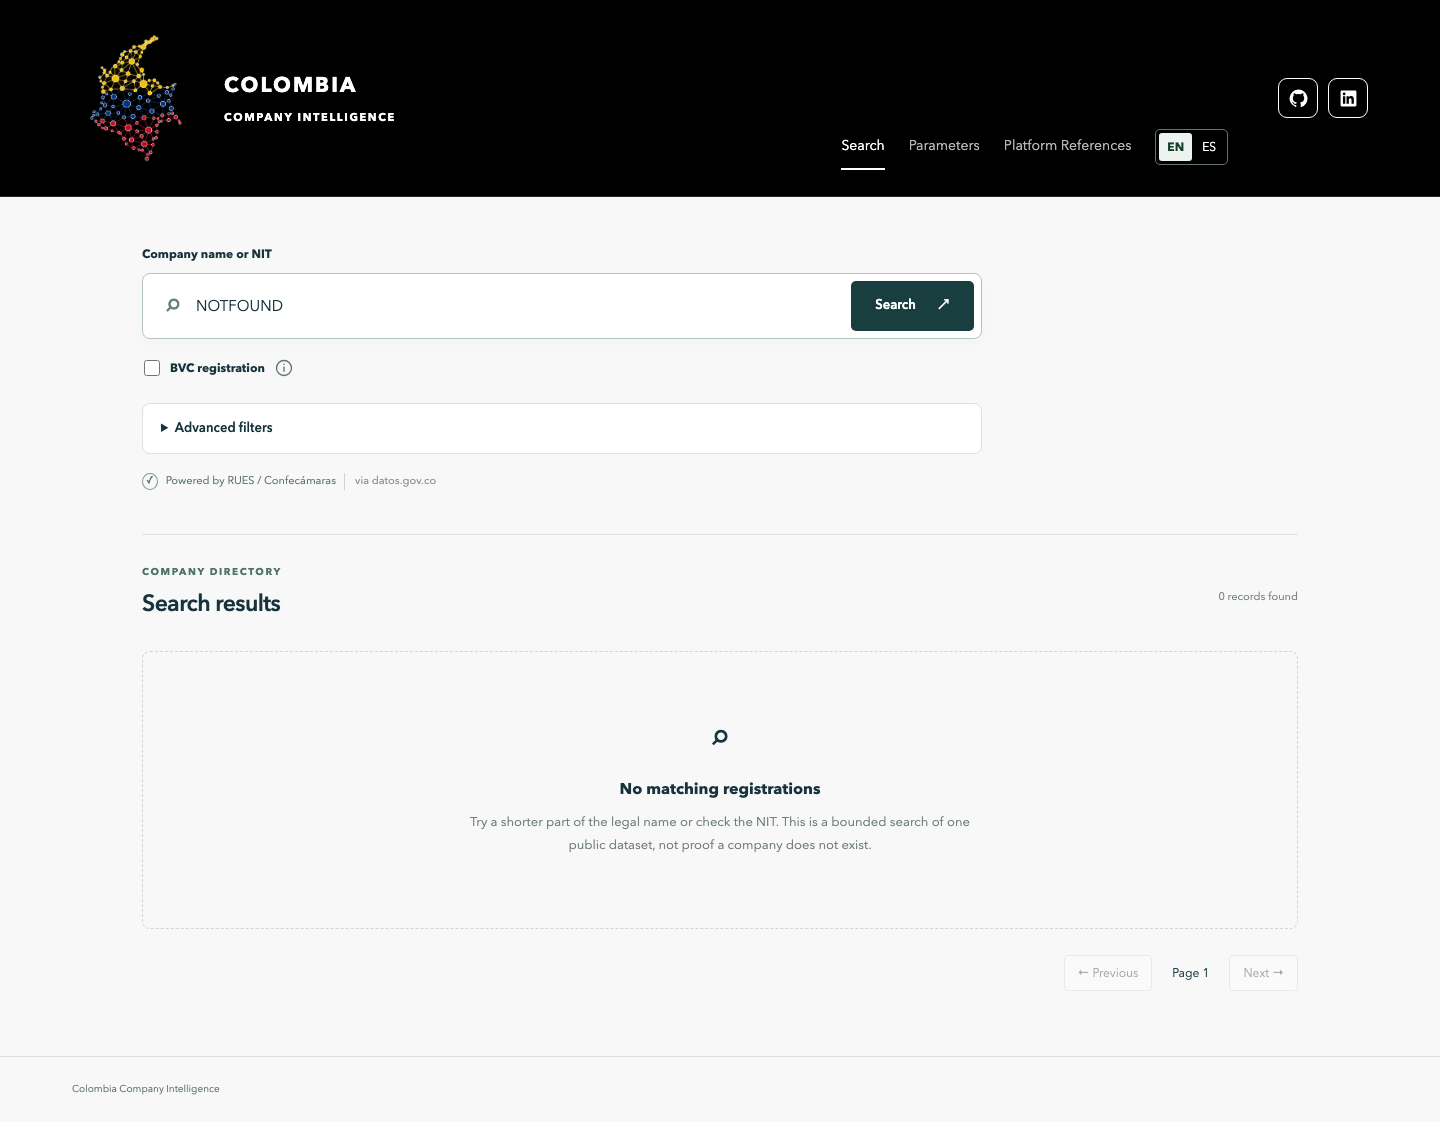 COLOMBIA
COMPANY INTELLIGENCE
Search
Parameters
Platform References
EN
ES
Company name or NIT
NOTFOUND
Search ↗
BVC registration
Advanced filters
Powered by RUES / Confecámaras
via datos.gov.co
COMPANY DIRECTORY
Search results
0 records found
No matching registrations
Try a shorter part of the legal name or check the NIT. This is a bounded search of one
public dataset, not proof a company does not exist.
← Previous
Page 1
Next →
Colombia Company Intelligence